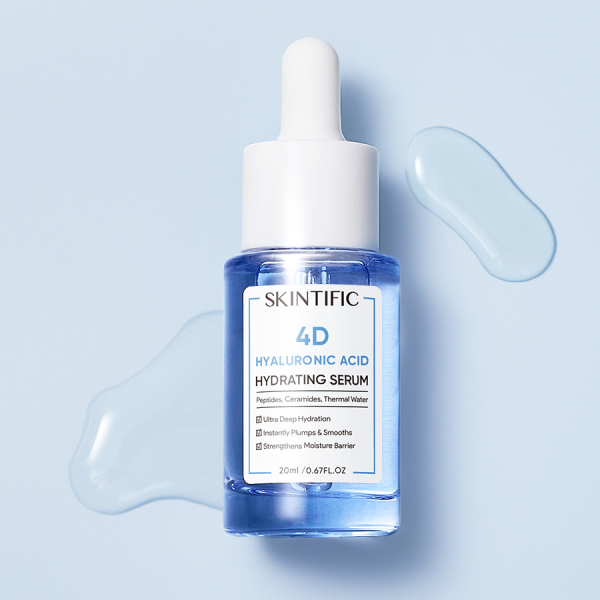 SKINTIFIC
4D
HYALURONIC ACID
HYDRATING SERUM
Peptides, Ceramides, Thermal Water
Ultra Deep Hydration
Instantly Plumps & Smooths
Strengthens Moisture Barrier
20ml /0.67FL.OZ